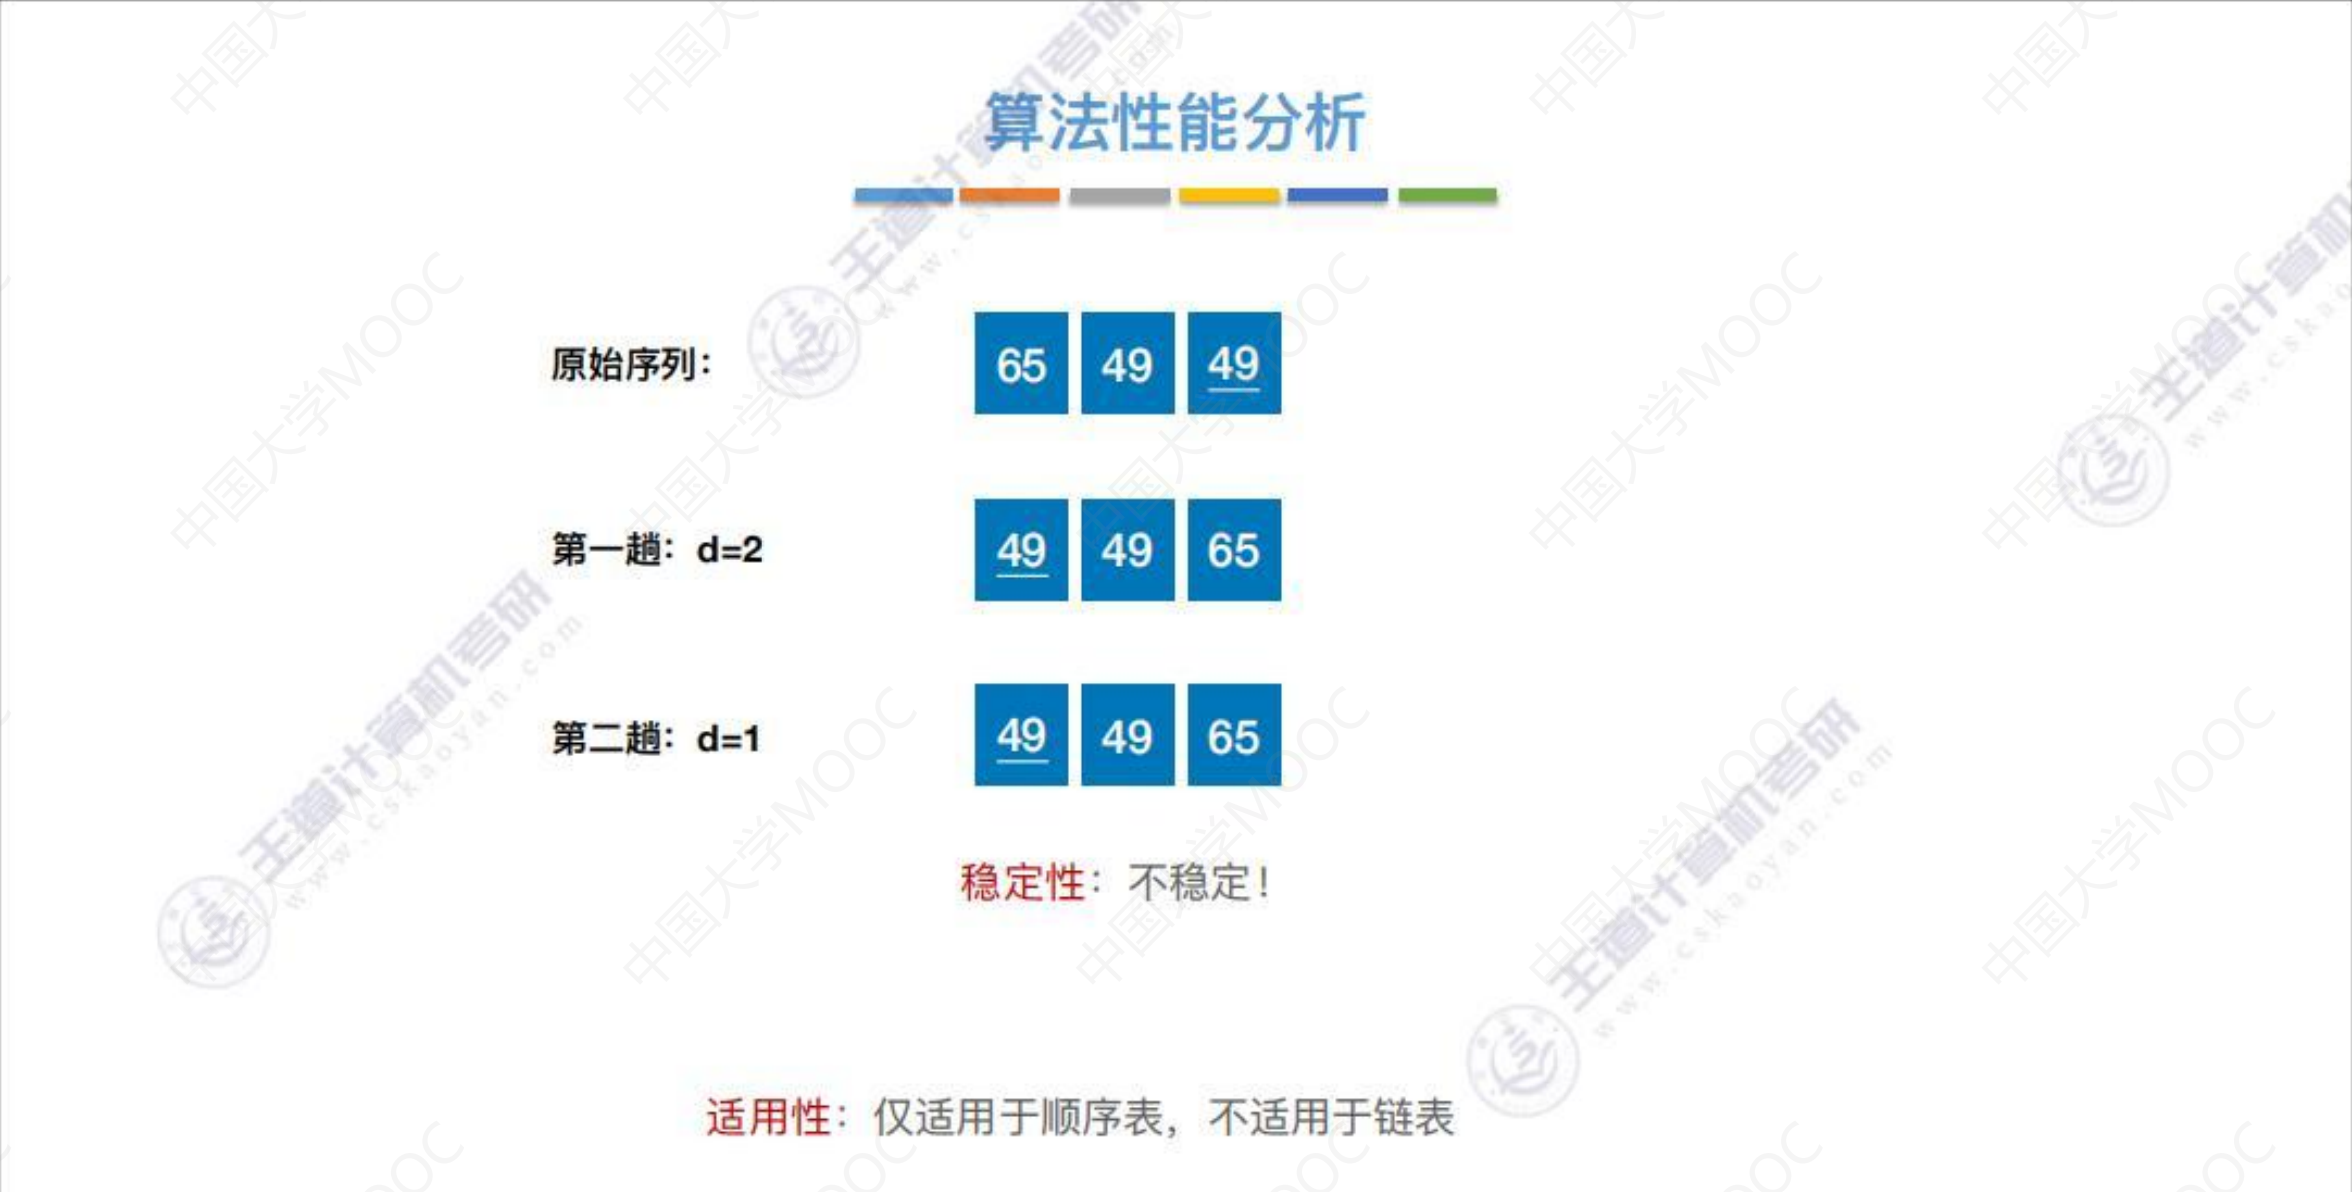 算法性能分析
原始序列： 65 49 49
第一趟：d=2 49 49 65
第二趟：d=1 49 49 65
稳定性：不稳定！
适用性：仅适用于顺序表，不适用于链表
王道计算机考研
www.cskaoyan.com
中国大学MOOC